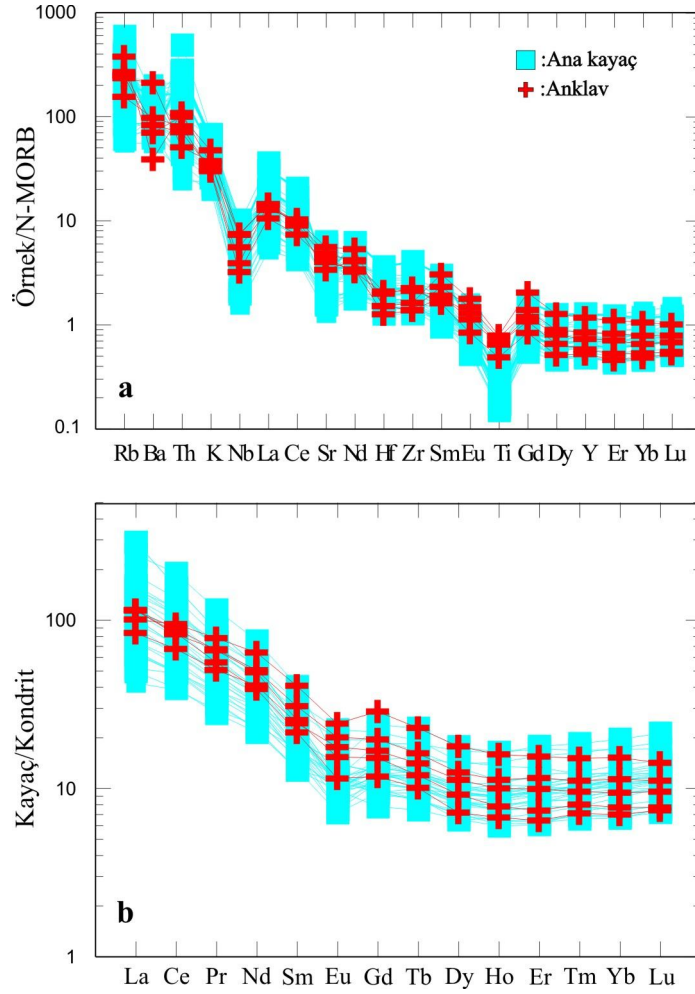 1000
100
10
1
0.1
Örnek/N-MORB
:Ana kayaç
:Anklav
a
Rb Ba Th K Nb La Ce Sr Nd Hf Zr Sm Eu Ti Gd Dy Y Er Yb Lu
100
10
1
Kayaç/Kondrit
b
La Ce Pr Nd Sm Eu Gd Tb Dy Ho Er Tm Yb Lu